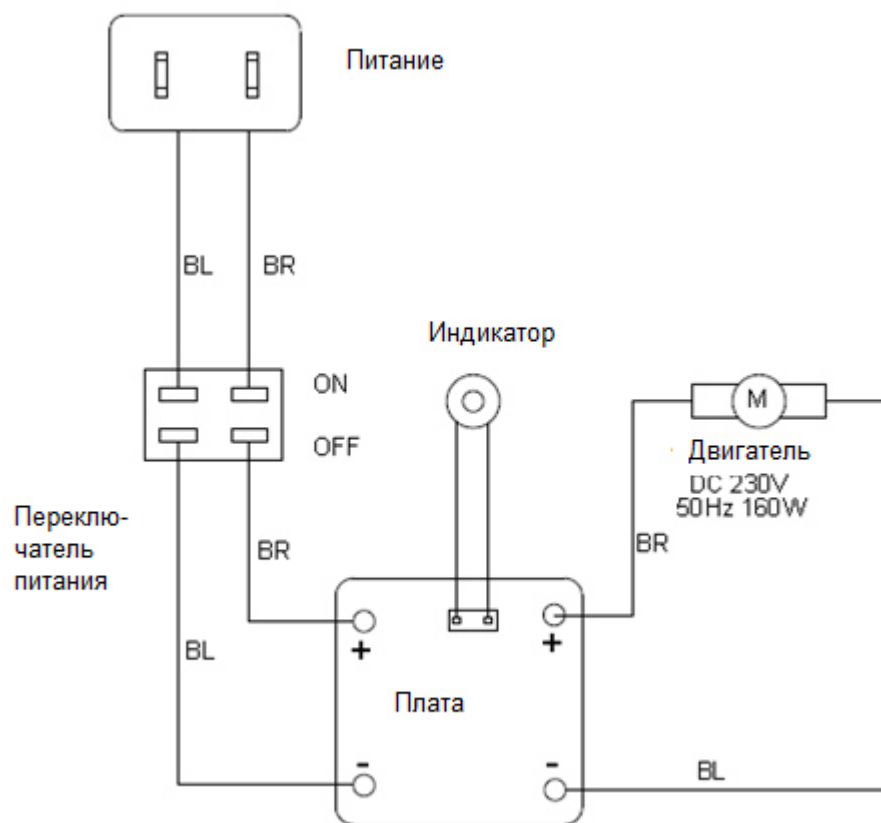 Питание
BL
BR
Индикатор
ON
OFF
M
Двигатель
DC 230V
50Hz 160W
Переклю-
чатель
питания
BR
BR
BL
+
+
Плата
-
-
BL